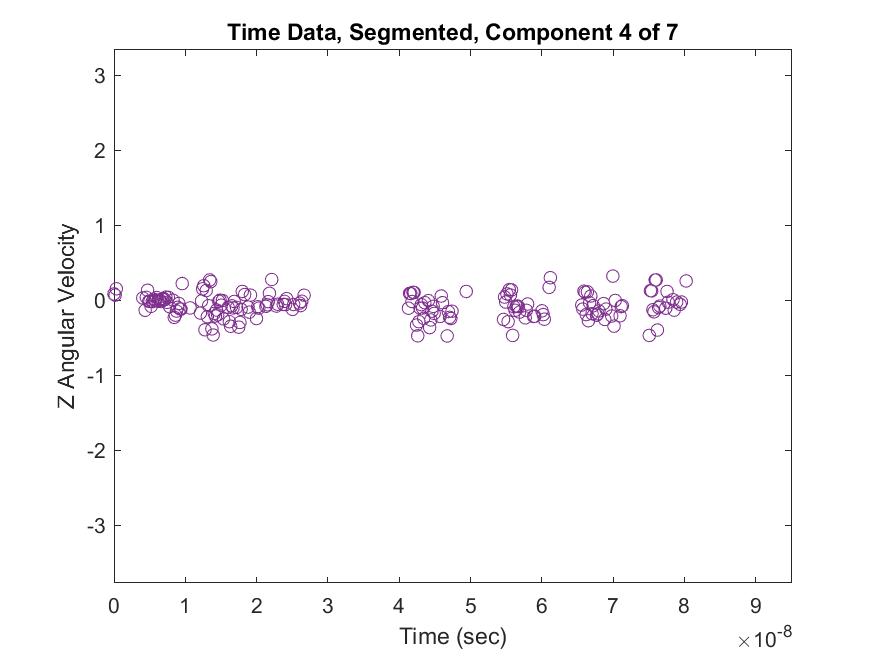 Time Data, Segmented, Component 4 of 7
Z Angular Velocity
3
2
1
0
-1
-2
-3
0 1 2 3 4 5 6 7 8 9
Time (sec)
×10-8